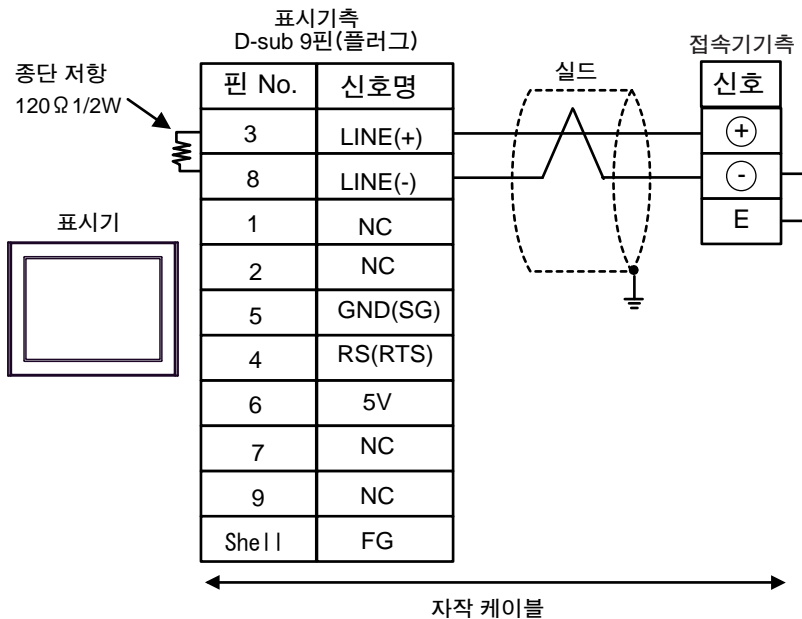 표시기측
D-sub 9핀(플러그)
접속기기측
종단 저항
120Ω1/2W
실드
핀 No. 신호명
신호
3 LINE(+)
+
8 LINE(-)
-
표시기
1 NC
E
2 NC
5 GND(SG)
4 RS(RTS)
6 5V
7 NC
9 NC
Shell FG
자작 케이블